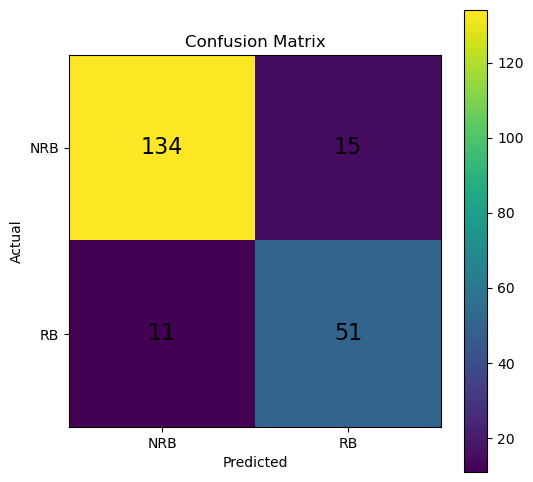 Confusion Matrix
NRB
134
15
RB
11
51
NRB
RB
Predicted
Actual
120
100
80
60
40
20